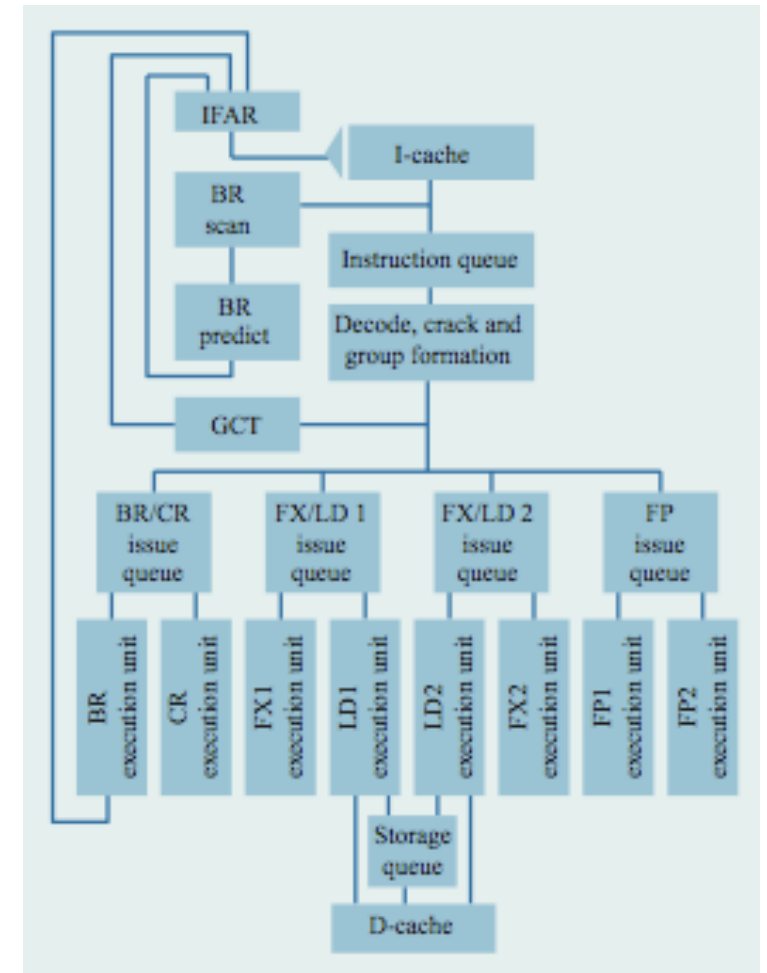 IFAR
I-cache
BR
scan
Instruction queue
BR
predict
Decode, crack and
group formation
GCT
BR/CR
issue
queue
FX/LD 1
issue
queue
FX/LD 2
issue
queue
FP
issue
queue
BR
execution unit
CR
execution unit
FX1
execution unit
LD1
execution unit
LD2
execution unit
FX2
execution unit
FP1
execution unit
FP2
execution unit
Storage
queue
D-cache